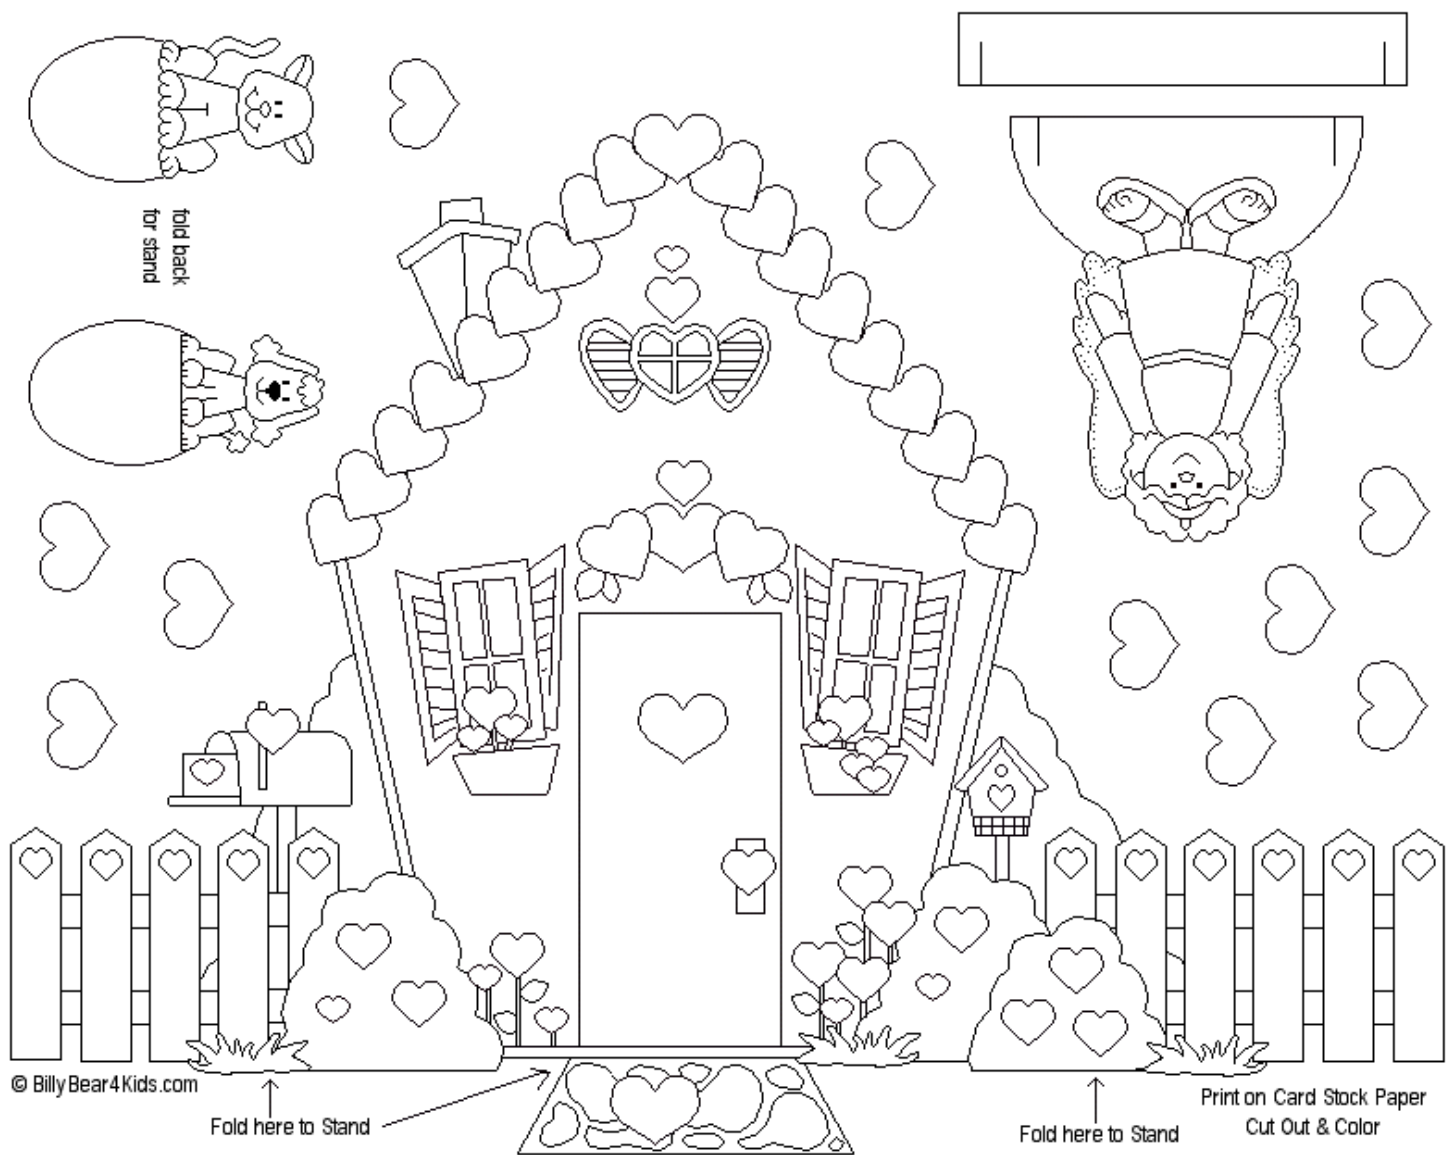 fold back
for stand
© BillyBear4Kids.com
Fold here to Stand
Fold here to Stand
Print on Card Stock Paper
Cut Out & Color